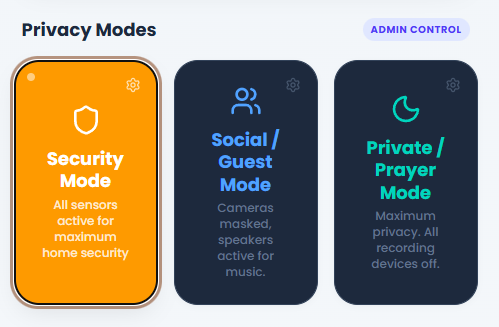 Privacy Modes
ADMIN CONTROL
Security
Mode
All sensors
active for
maximum
home security
Social /
Guest
Mode
Cameras
masked,
speakers
active for
music.
Private /
Prayer
Mode
Maximum
privacy. All
recording
devices off.